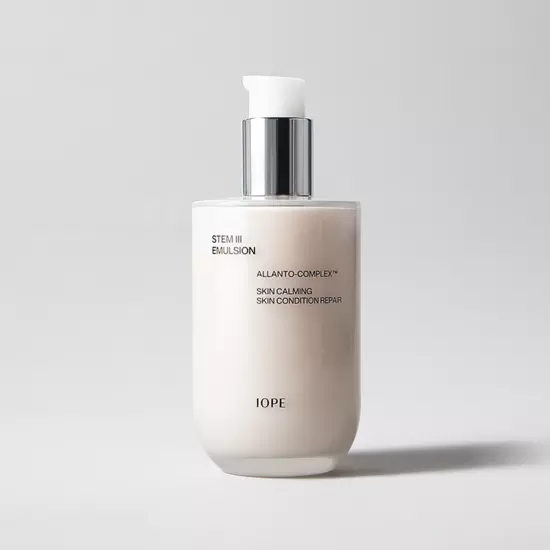 STEM III
EMULSION
ALLANTO-COMPLEX™
SKIN CALMING
SKIN CONDITION REPAIR
IOPE